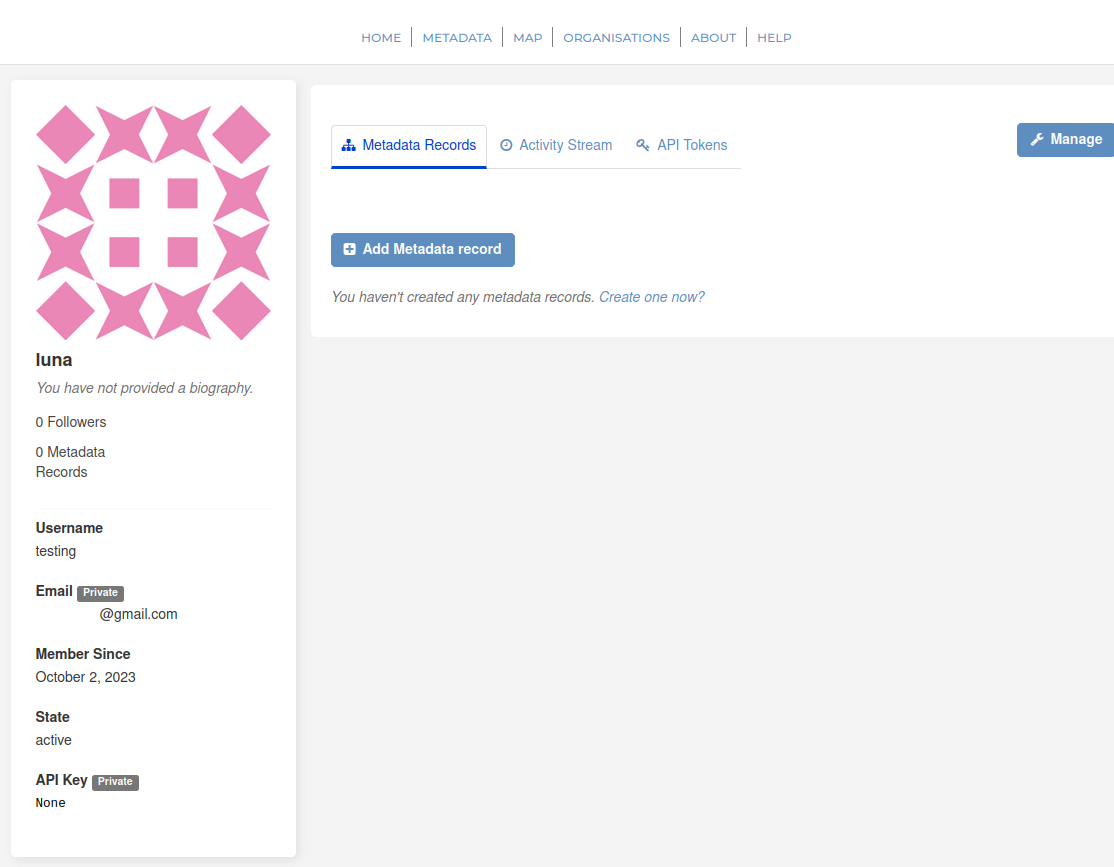 HOME
METADATA
MAP
ORGANISATIONS
ABOUT
HELP
Metadata Records
Activity Stream
API Tokens
Manage
Add Metadata record
You haven't created any metadata records. Create one now?
luna
You have not provided a biography.
0 Followers
0 Metadata
Records
Username
testing
Email Private
@gmail.com
Member Since
October 2, 2023
State
active
API Key Private
None